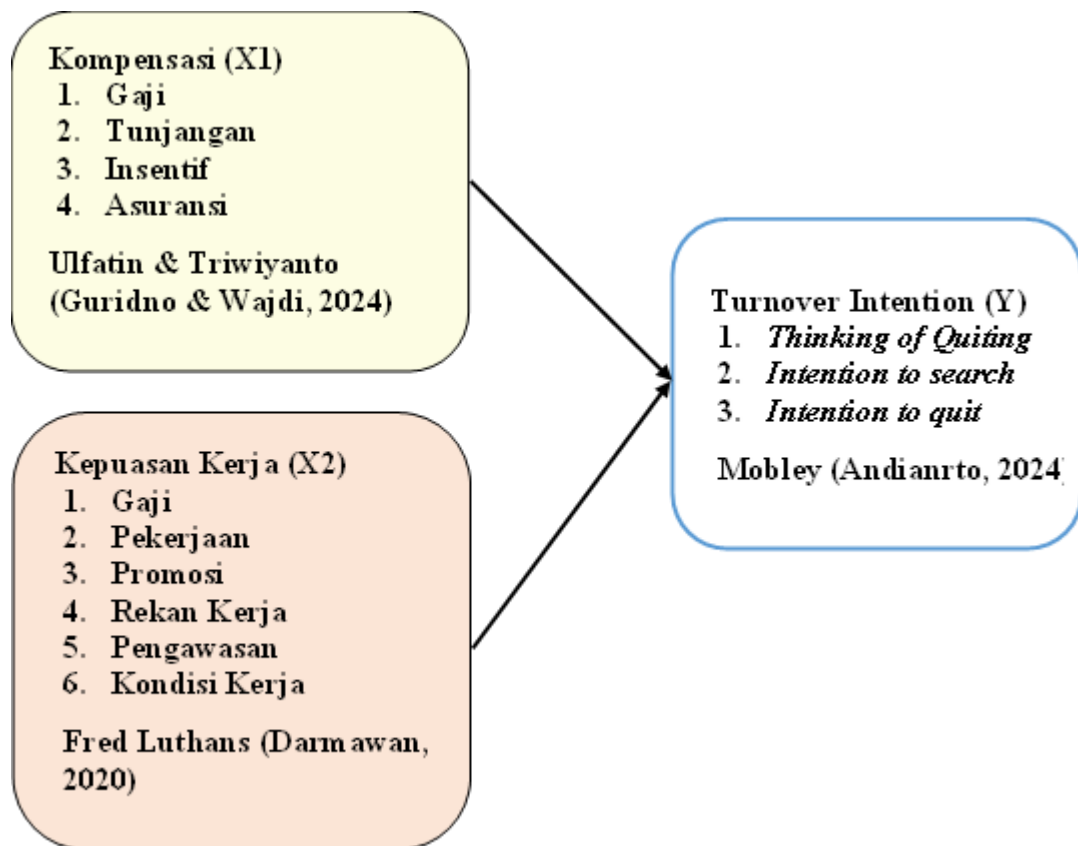 Kompensasi (X1)
1. Gaji
2. Tunjangan
3. Insentif
4. Asuransi
Ulfatin & Triwiyanto
(Guridno & Wajdi, 2024)
Kepuasan Kerja (X2)
1. Gaji
2. Pekerjaan
3. Promosi
4. Rekan Kerja
5. Pengawasan
6. Kondisi Kerja
Fred Luthans (Darmawan,
2020)
Turnover Intention (Y)
1. Thinking of Quiting
2. Intention to search
3. Intention to quit
Mobley (Andianrto, 2024)